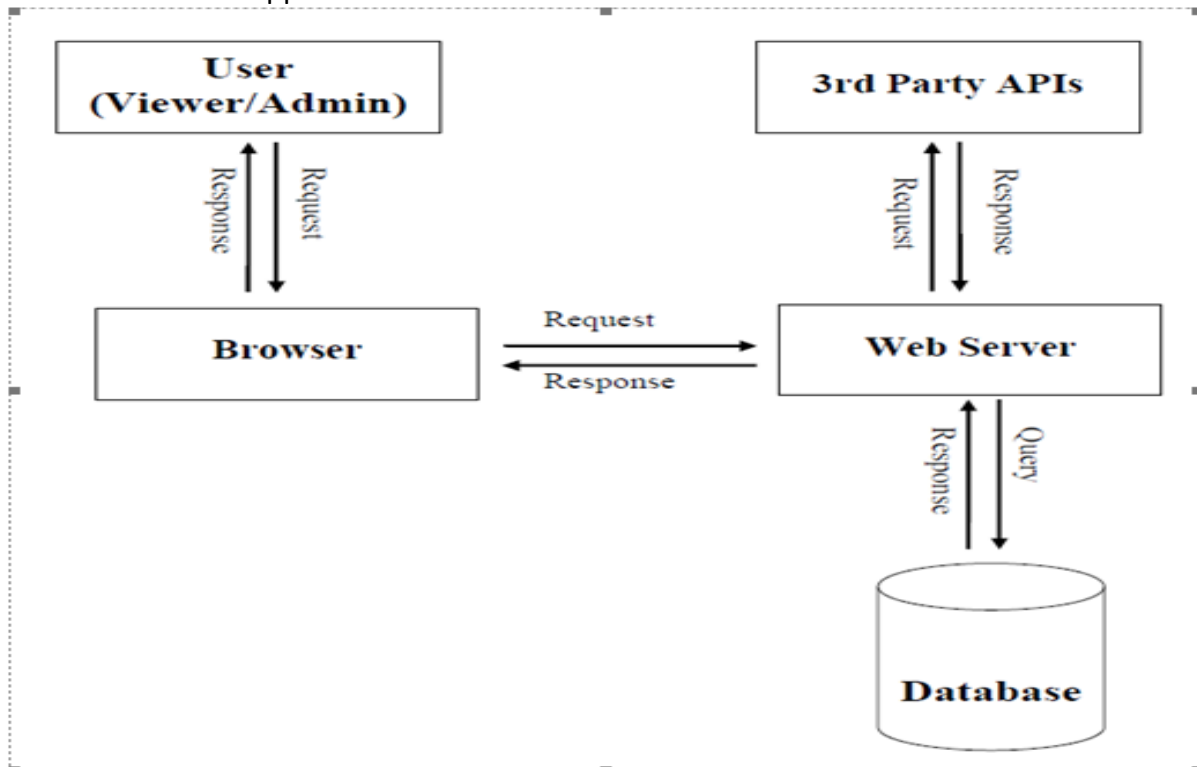 User
(Viewer/Admin)
3rd Party APIs
Response
Request
Request
Response
Browser
Request
Response
Web Server
Response
Query
Database